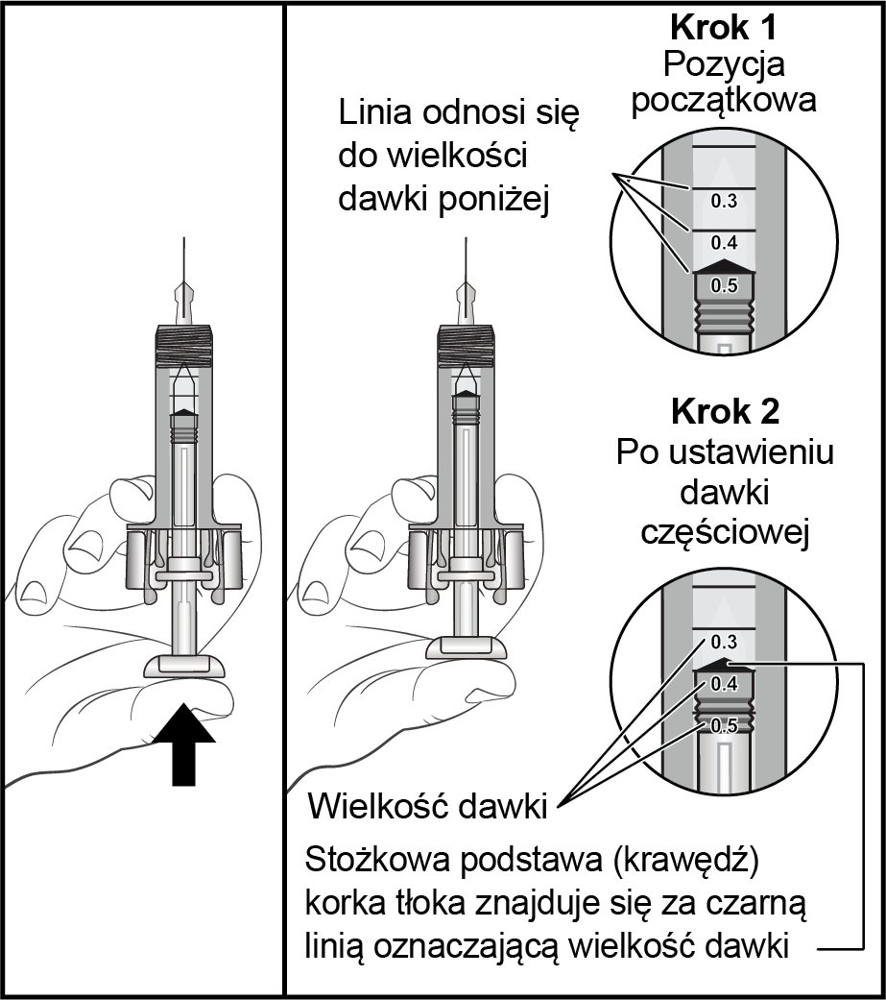 Krok 1
Pozycja
początkowa
Linia odnosi się
do wielkości
dawki poniżej
0.3
0.4
0.5
Krok 2
Po ustawieniu
dawki
częściowej
0.3
0.4
0.5
Wielkość dawki
Stożkowa podstawa (krawędź)
korka tłoka znajduje się za czarną
linią oznaczającą wielkość dawki